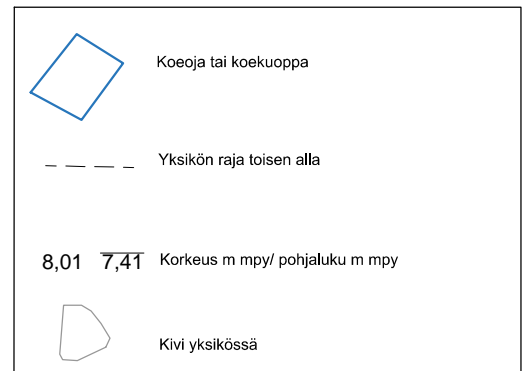 Koeoja tai koekuoppa
Yksikön raja toisen alla
8,01 7,41 Korkeus m mpy/ pohjaluku m mpy
Kivi yksikössä